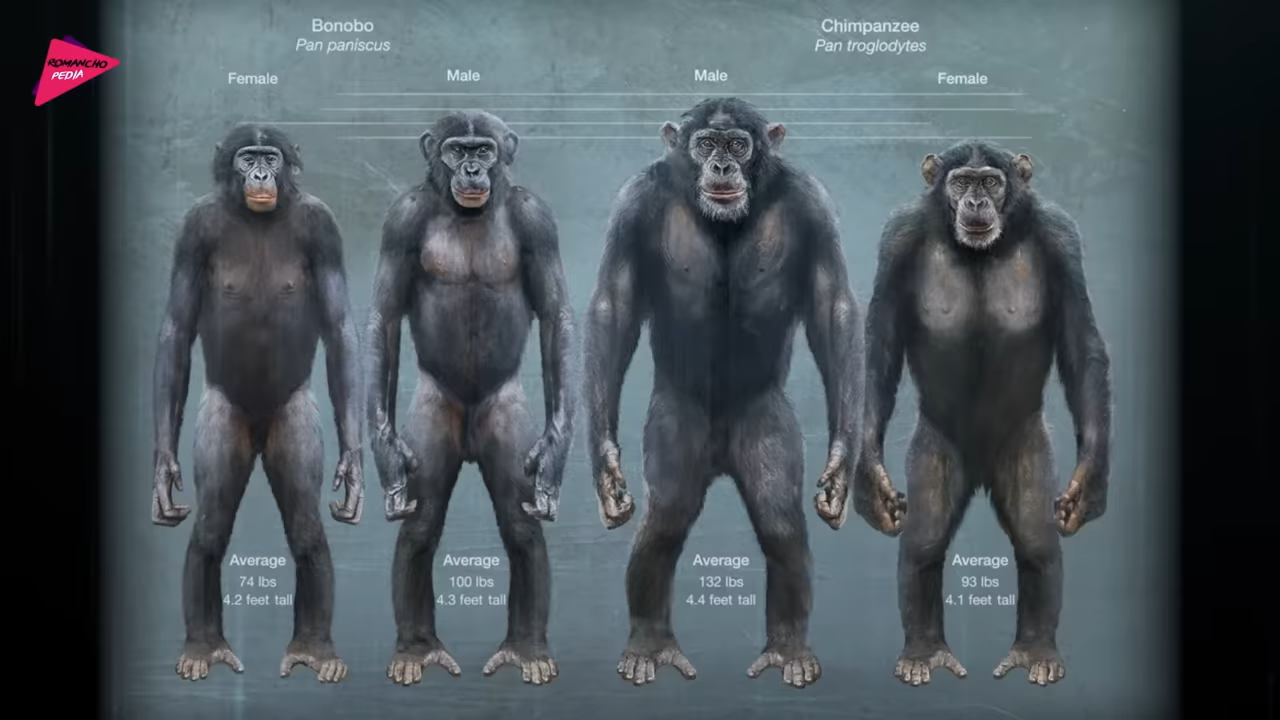 ROMANCHO
PEDIA
Bonobo
Pan paniscus
Chimpanzee
Pan troglodytes
Female
Male
Male
Female
Average
74 lbs
4.2 feet tall
Average
100 lbs
4.3 feet tall
Average
132 lbs
4.4 feet tall
Average
93 lbs
4.1 feet tall